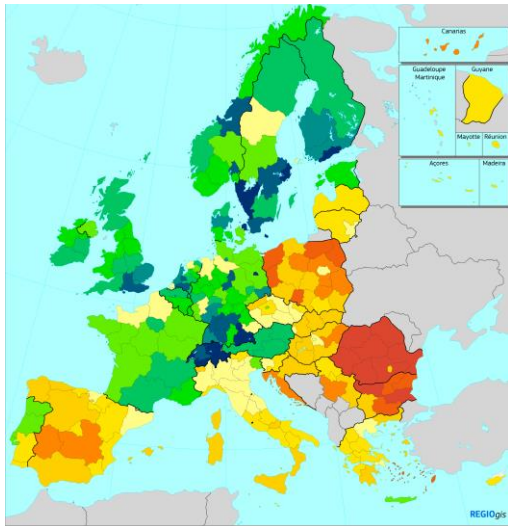 Canarias
Guadeloupe
Martinique
Guyane
Mayotte
Réunion
Açores
Madeira
REGIOgis